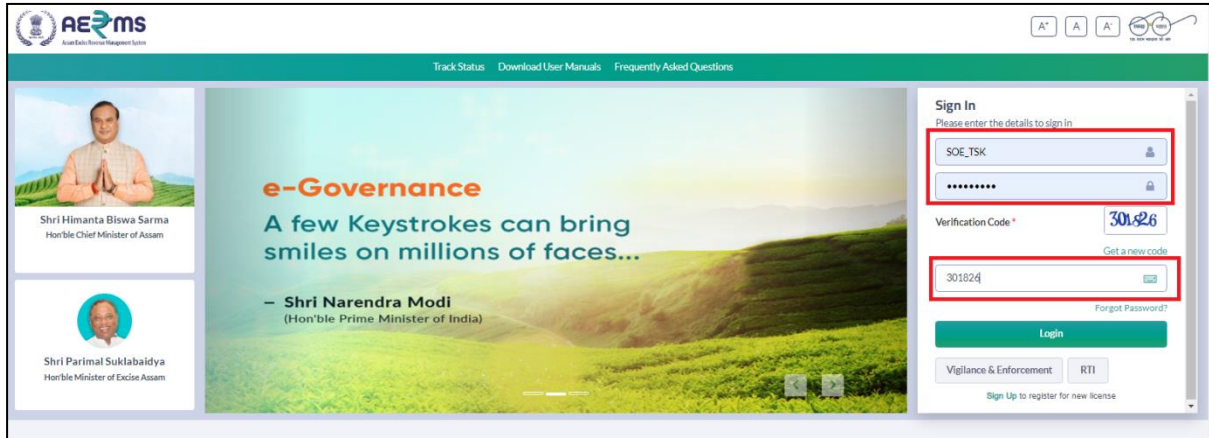 AE₹MS
Assam Excise Revenue Management System
A+ A A-
Track Status Download User Manuals Frequently Asked Questions
Shri Himanta Biswa Sarma
Hon'ble Chief Minister of Assam
Shri Parimal Suklabaidya
Hon'ble Minister of Excise Assam
e-Governance
A few Keystrokes can bring
smiles on millions of faces...
– Shri Narendra Modi
(Hon'ble Prime Minister of India)
Sign In
Please enter the details to sign in
SOE_TSK
•••••••••
Verification Code *
301826
Get a new code
301826
Forgot Password?
Login
Vigilance & Enforcement RTI
Sign Up to register for new license